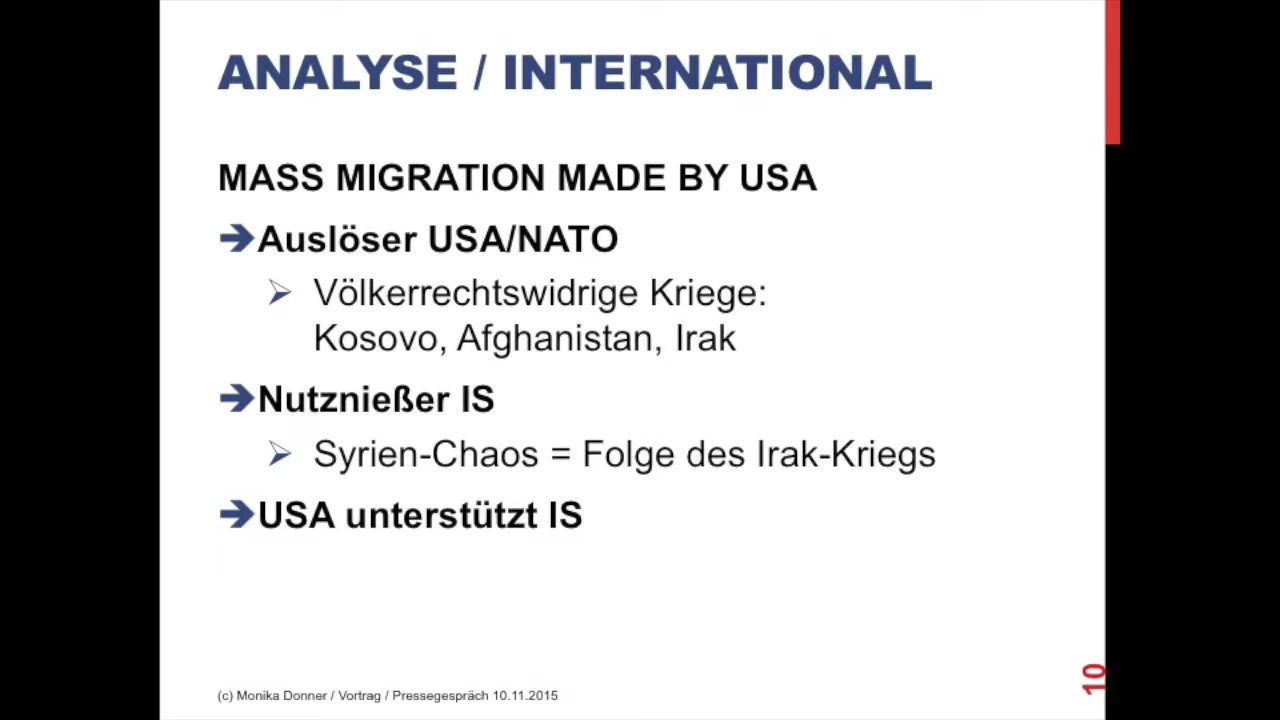 ANALYSE / INTERNATIONAL
MASS MIGRATION MADE BY USA
➔Auslöser USA/NATO
➢ Völkerrechtswidrige Kriege:
Kosovo, Afghanistan, Irak
➔Nutznießer IS
➢ Syrien-Chaos = Folge des Irak-Kriegs
➔USA unterstützt IS
(c) Monika Donner / Vortrag / Pressegespräch 10.11.2015
10